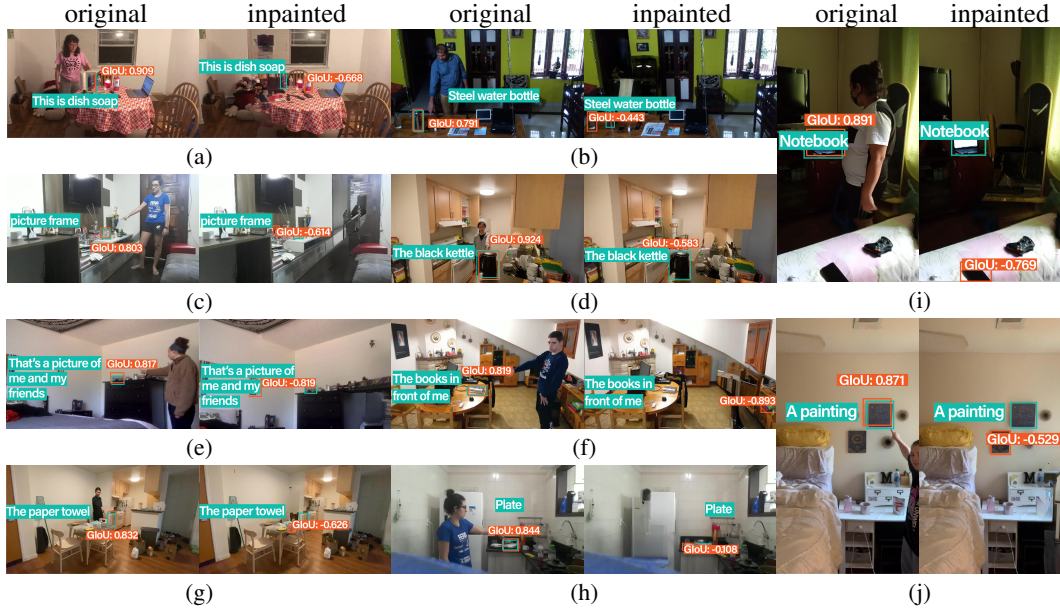 original
inpainted
original
inpainted
original
inpainted
GIoU: 0.909
This is dish soap
This is dish soap
GIoU: -0.668
Steel water bottle
GIoU: 0.791
Steel water bottle
GIoU: -0.443
(a)
(b)
picture frame
GIoU: 0.803
picture frame
GIoU: -0.614
GIoU: 0.924
The black kettle
GIoU: -0.583
The black kettle
(c)
(d)
GIoU: 0.891
Notebook
Notebook
GIoU: -0.769
(i)
That's a picture of
me and my
friends
GIoU: 0.817
That's a picture of
me and my
friends
GIoU: -0.819
GIoU: 0.819
The books in
front of me
The books in
front of me
GIoU: -0.893
(e)
(f)
The paper towel
GIoU: 0.832
The paper towel
GIoU: -0.626
Plate
GIoU: 0.844
Plate
GIoU: -0.108
(g)
(h)
GIoU: 0.871
A painting
A painting
GIoU: -0.529
M
(j)